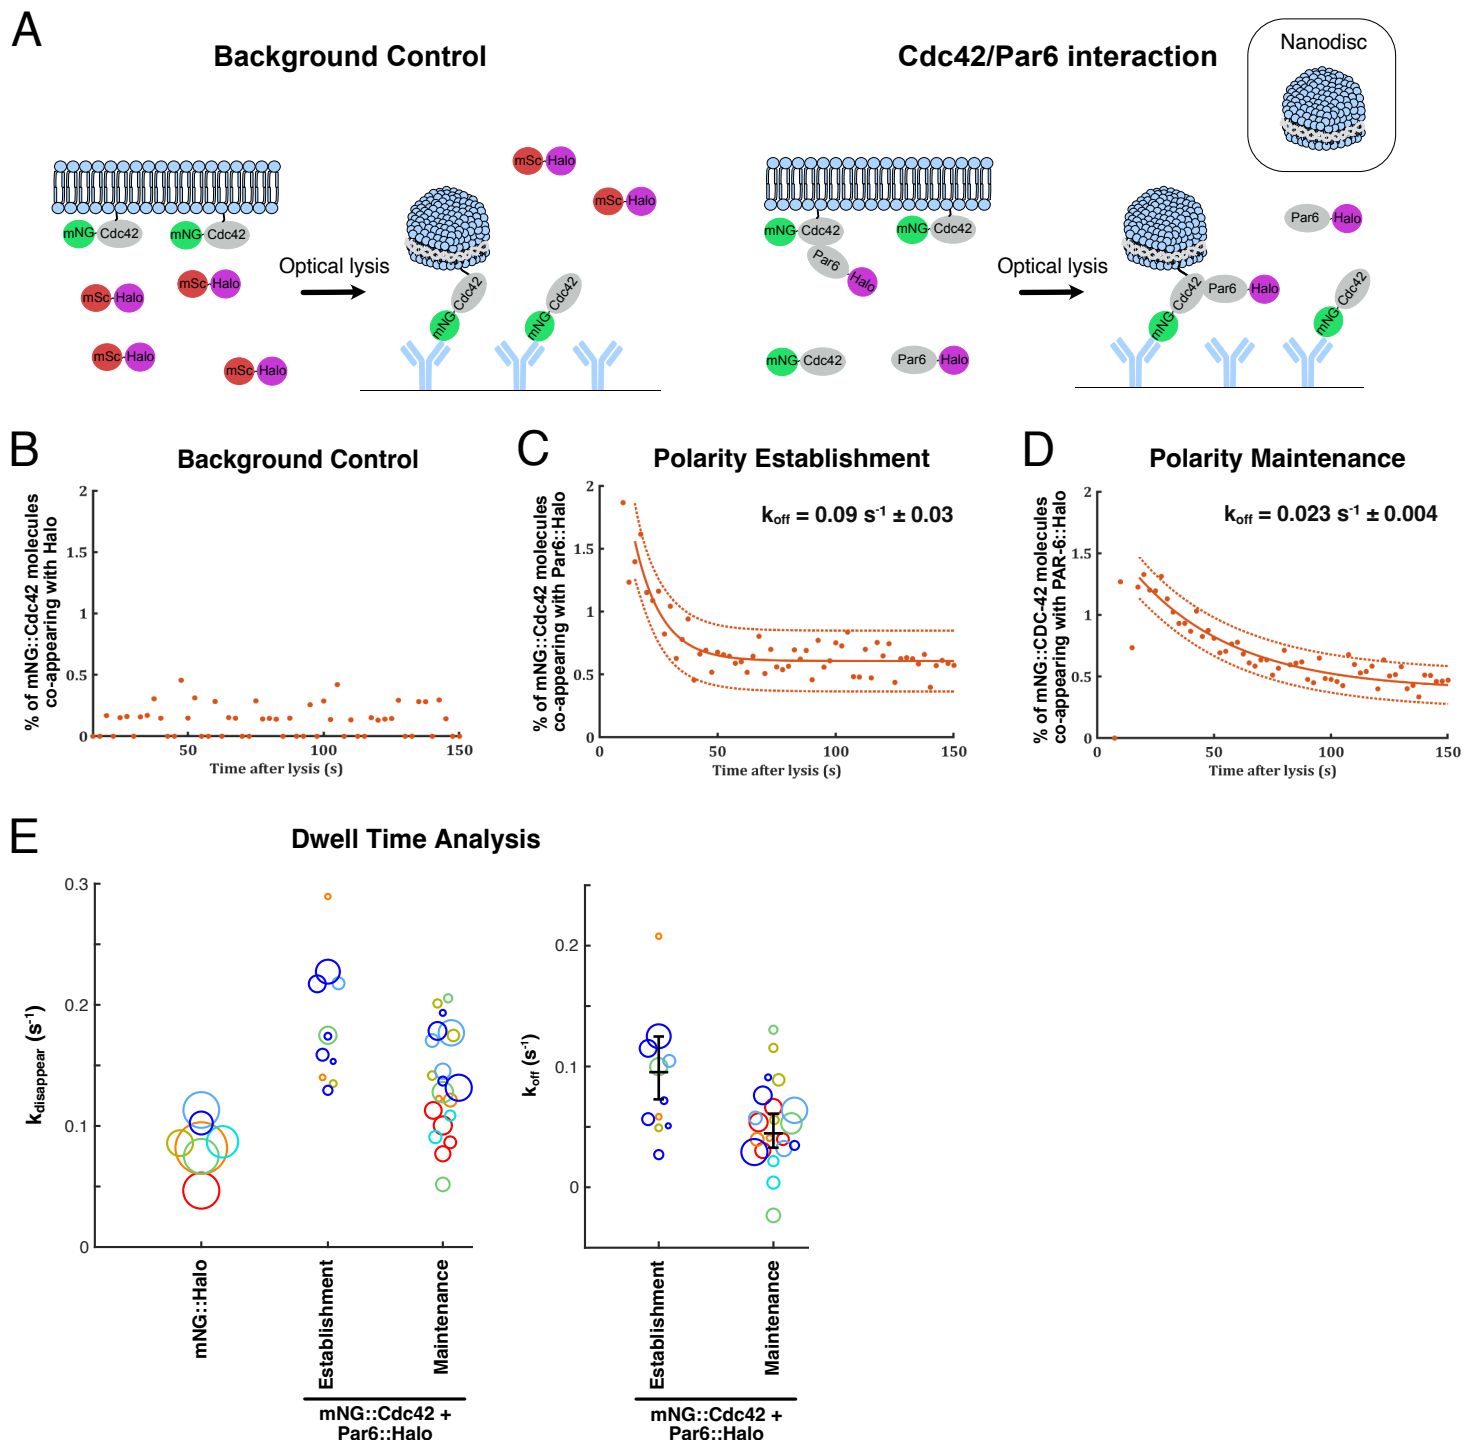 A
Background Control
Cdc42/Par6 interaction
Nanodisc
mNG Cdc42
mNG Cdc42
mSc Halo
mSc Halo
mSc Halo
mSc Halo
Optical lysis
mSc Halo
mSc Halo
mNG Cdc42
mNG Cdc42
mNG Cdc42
Par6 Halo
mNG Cdc42
mNG Cdc42
Par6 Halo
Optical lysis
Par6 Halo
mNG Cdc42 Par6 Halo
mNG Cdc42
B
Background Control
% of mNG::Cdc42 molecules
co-appearing with Halo
2
1.5
1
0.5
0
50
100
150
Time after lysis (s)
C
Polarity Establishment
k_off = 0.09 s⁻¹ ± 0.03
% of mNG::Cdc42 molecules
co-appearing with Par6::Halo
2
1.5
1
0.5
0
0
50
100
150
Time after lysis (s)
D
Polarity Maintenance
k_off = 0.023 s⁻¹ ± 0.004
% of mNG::CDC-42 molecules
co-appearing with PAR-6::Halo
2
1.5
1
0.5
0
0
50
100
150
Time after lysis (s)
E
Dwell Time Analysis
k_disappear (s⁻¹)
0.3
0.2
0.1
0
mNG::Halo
Establishment
Maintenance
mNG::Cdc42 +
Par6::Halo
k_off (s⁻¹)
0.2
0.1
0
Establishment
Maintenance
mNG::Cdc42 +
Par6::Halo